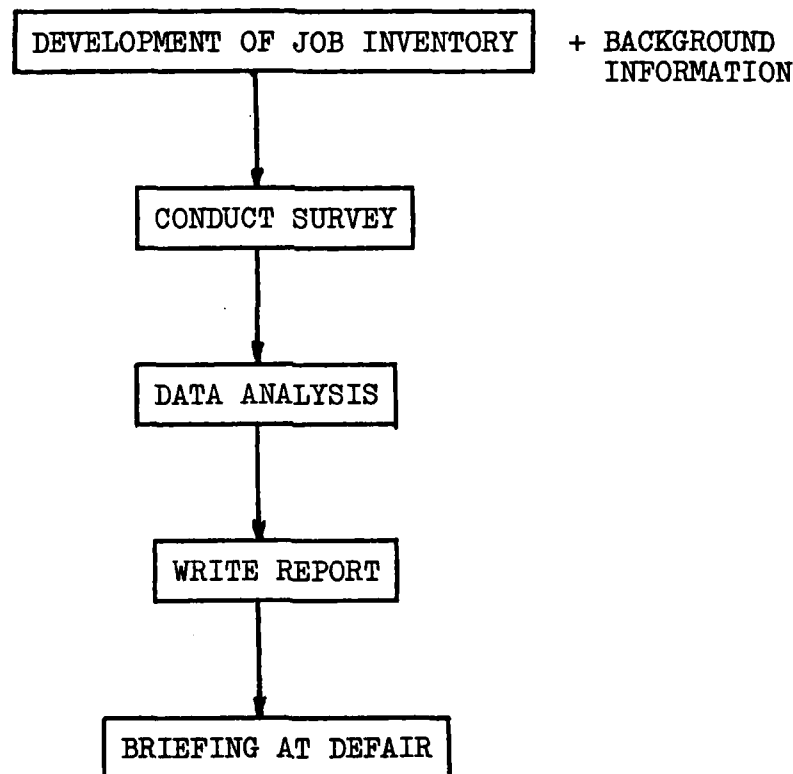 DEVELOPMENT OF JOB INVENTORY + BACKGROUND
INFORMATION
CONDUCT SURVEY
DATA ANALYSIS
WRITE REPORT
BRIEFING AT DEFAIR